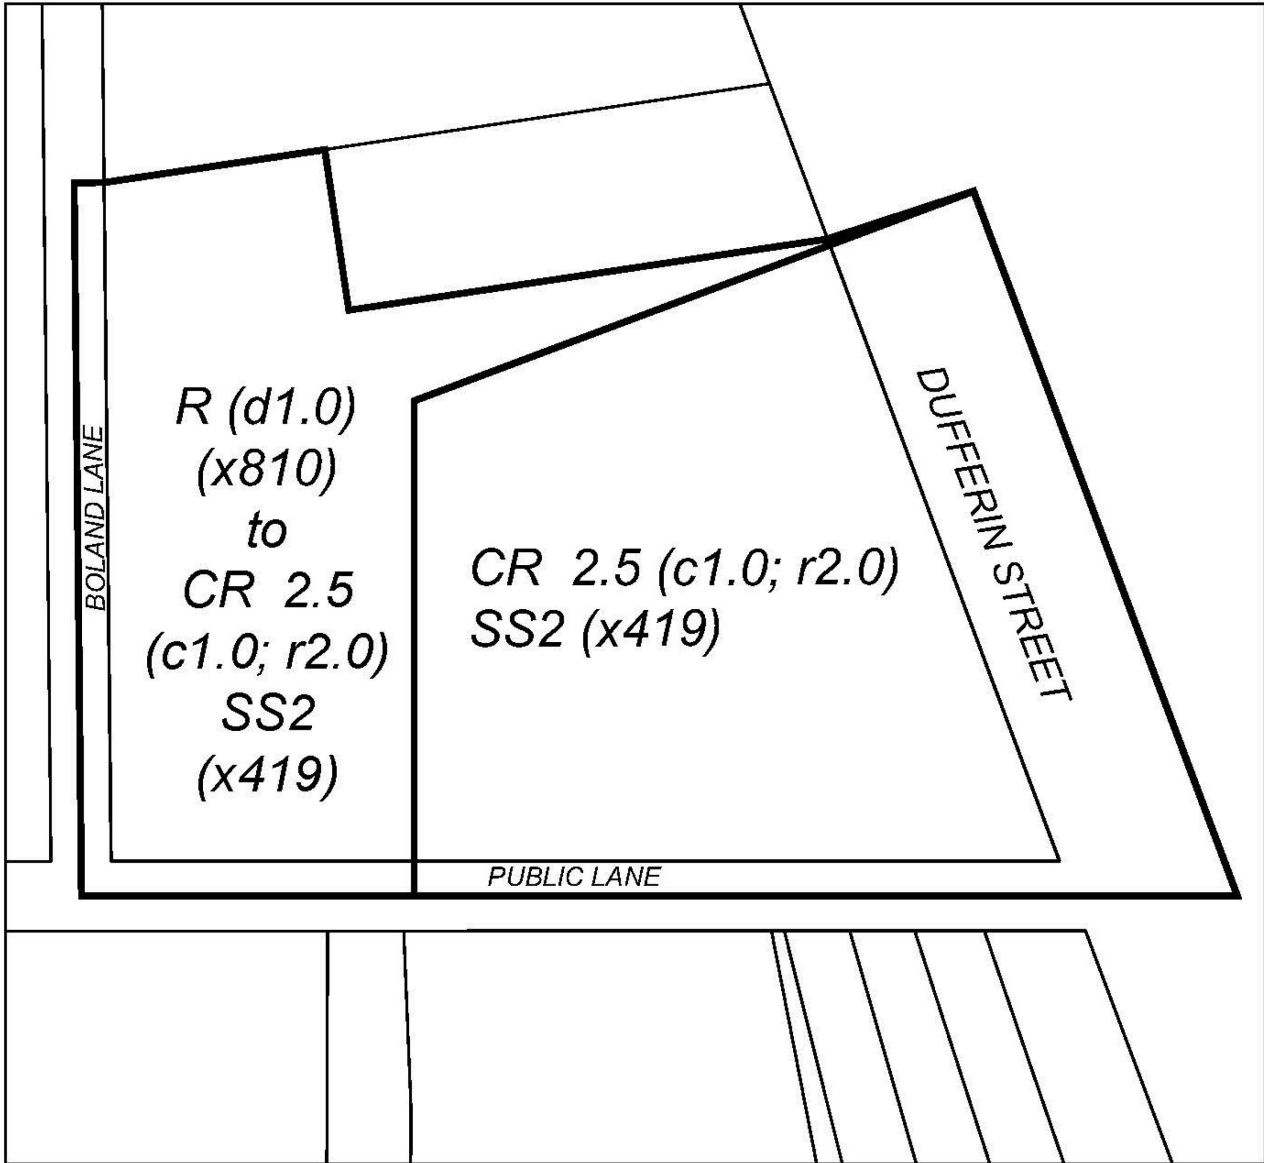 R (d1.0)
(x810)
to
CR 2.5
(c1.0; r2.0)
SS2
(x419)
BOLAND LANE
CR 2.5 (c1.0; r2.0)
SS2 (x419)
DUFFERIN STREET
PUBLIC LANE